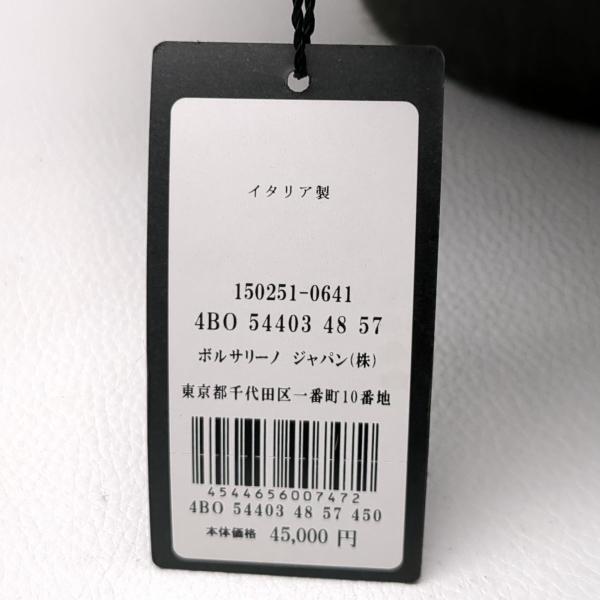 イタリア製
150251-0641
4BO 54403 48 57
ボルサリーノ ジャパン(株)
東京都千代田区一番町10番地
4544656007472
4BO 54403 48 57 450
本体価格 45,000 円